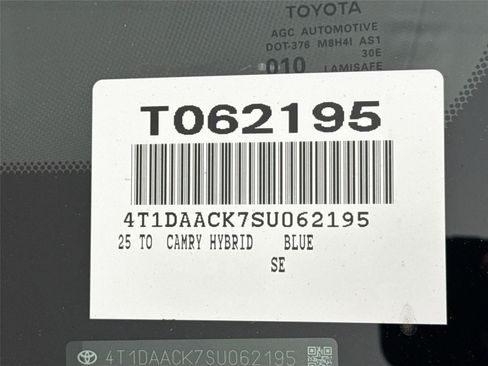 TOYOTA
AGC AUTOMOTIVE
DOT-376 M8H4I AS1
30E
010 LAMISAFE
T062195
4T1DAACK7SU062195
25 TO CAMRY HYBRID BLUE
SE
4T1DAACK7SU062195